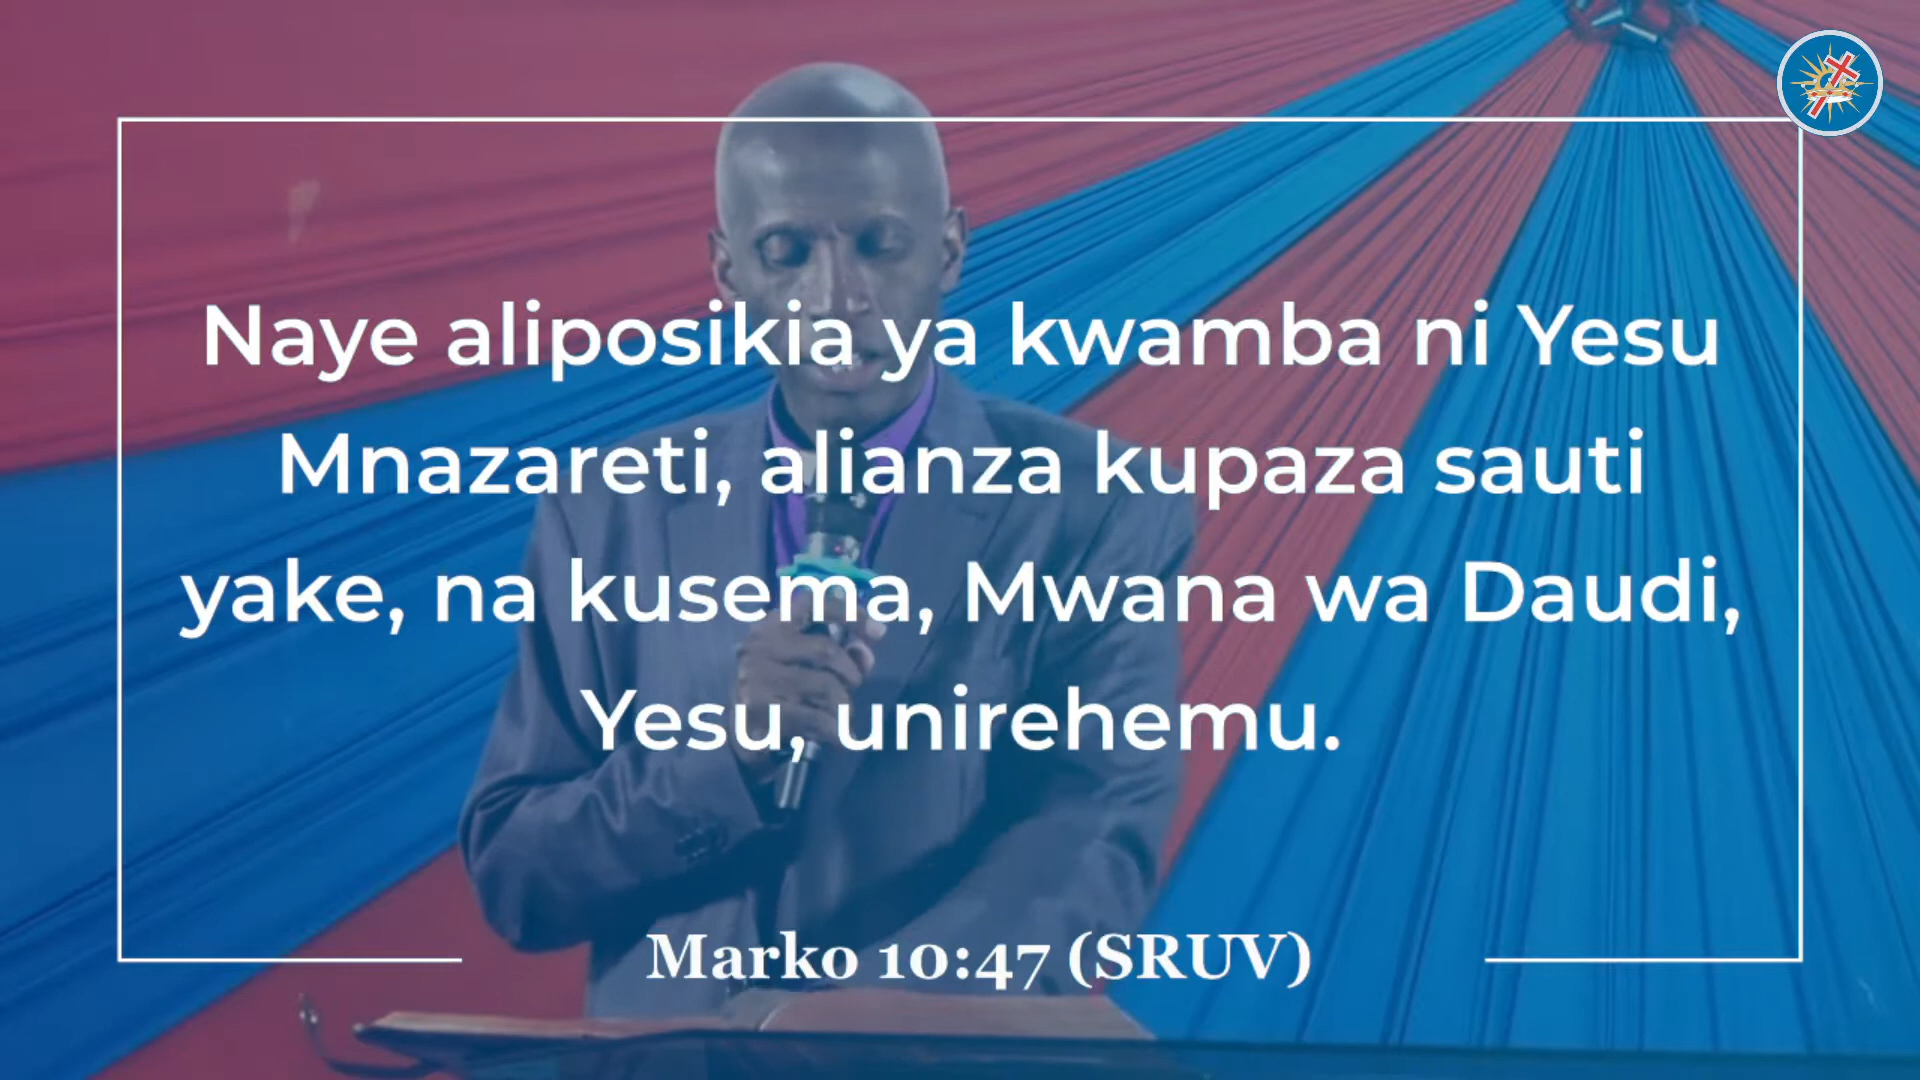 Naye aliposikia ya kwamba ni Yesu
Mnazareti, alianza kupaza sauti
yake, na kusema, Mwana wa Daudi,
Yesu, unirehemu.
Marko 10:47 (SRUV)